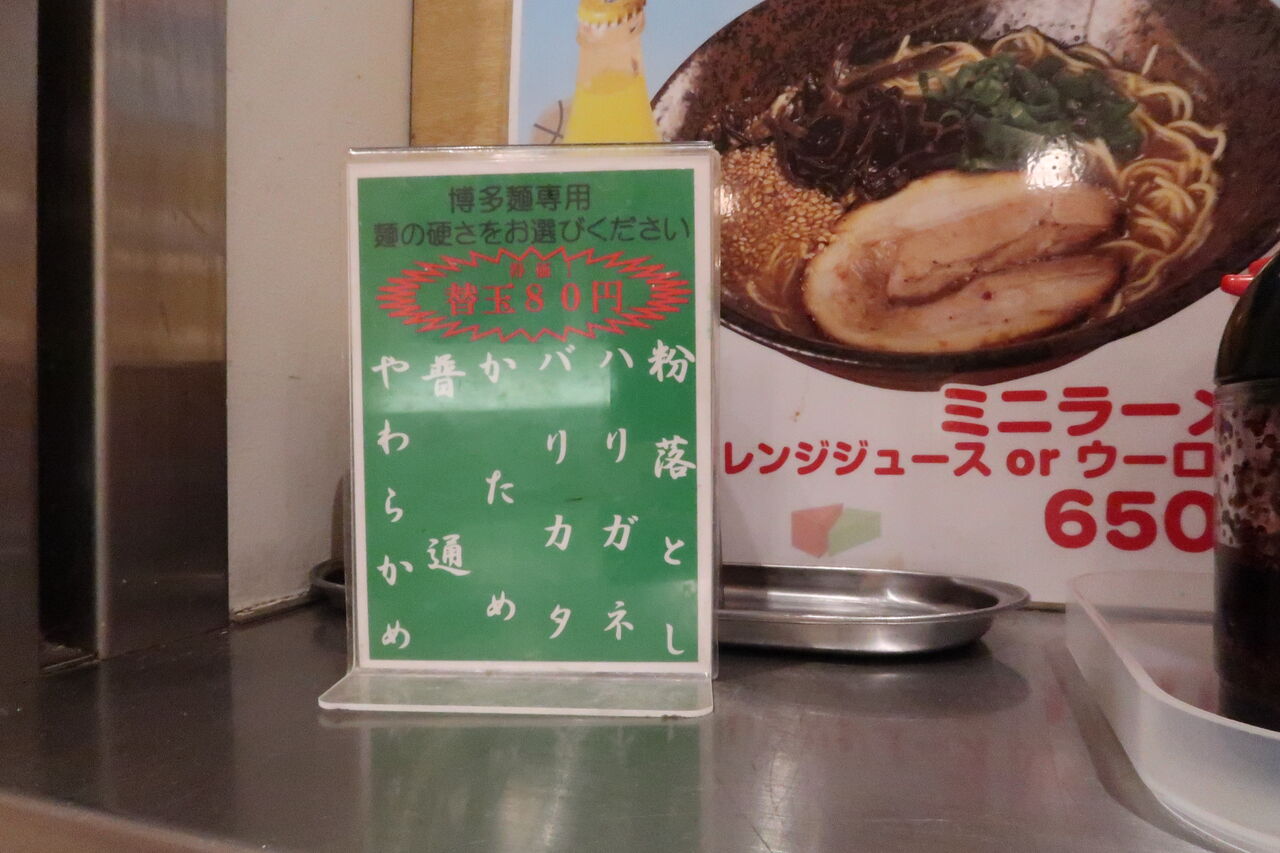 博多麺専用
麺の硬さをお選びください
替玉８０円
粉落とし
ハリガネ
バリカタ
かため
普通
やわらかめ
ミニラーメ
レンジジュース or ウーロ
650